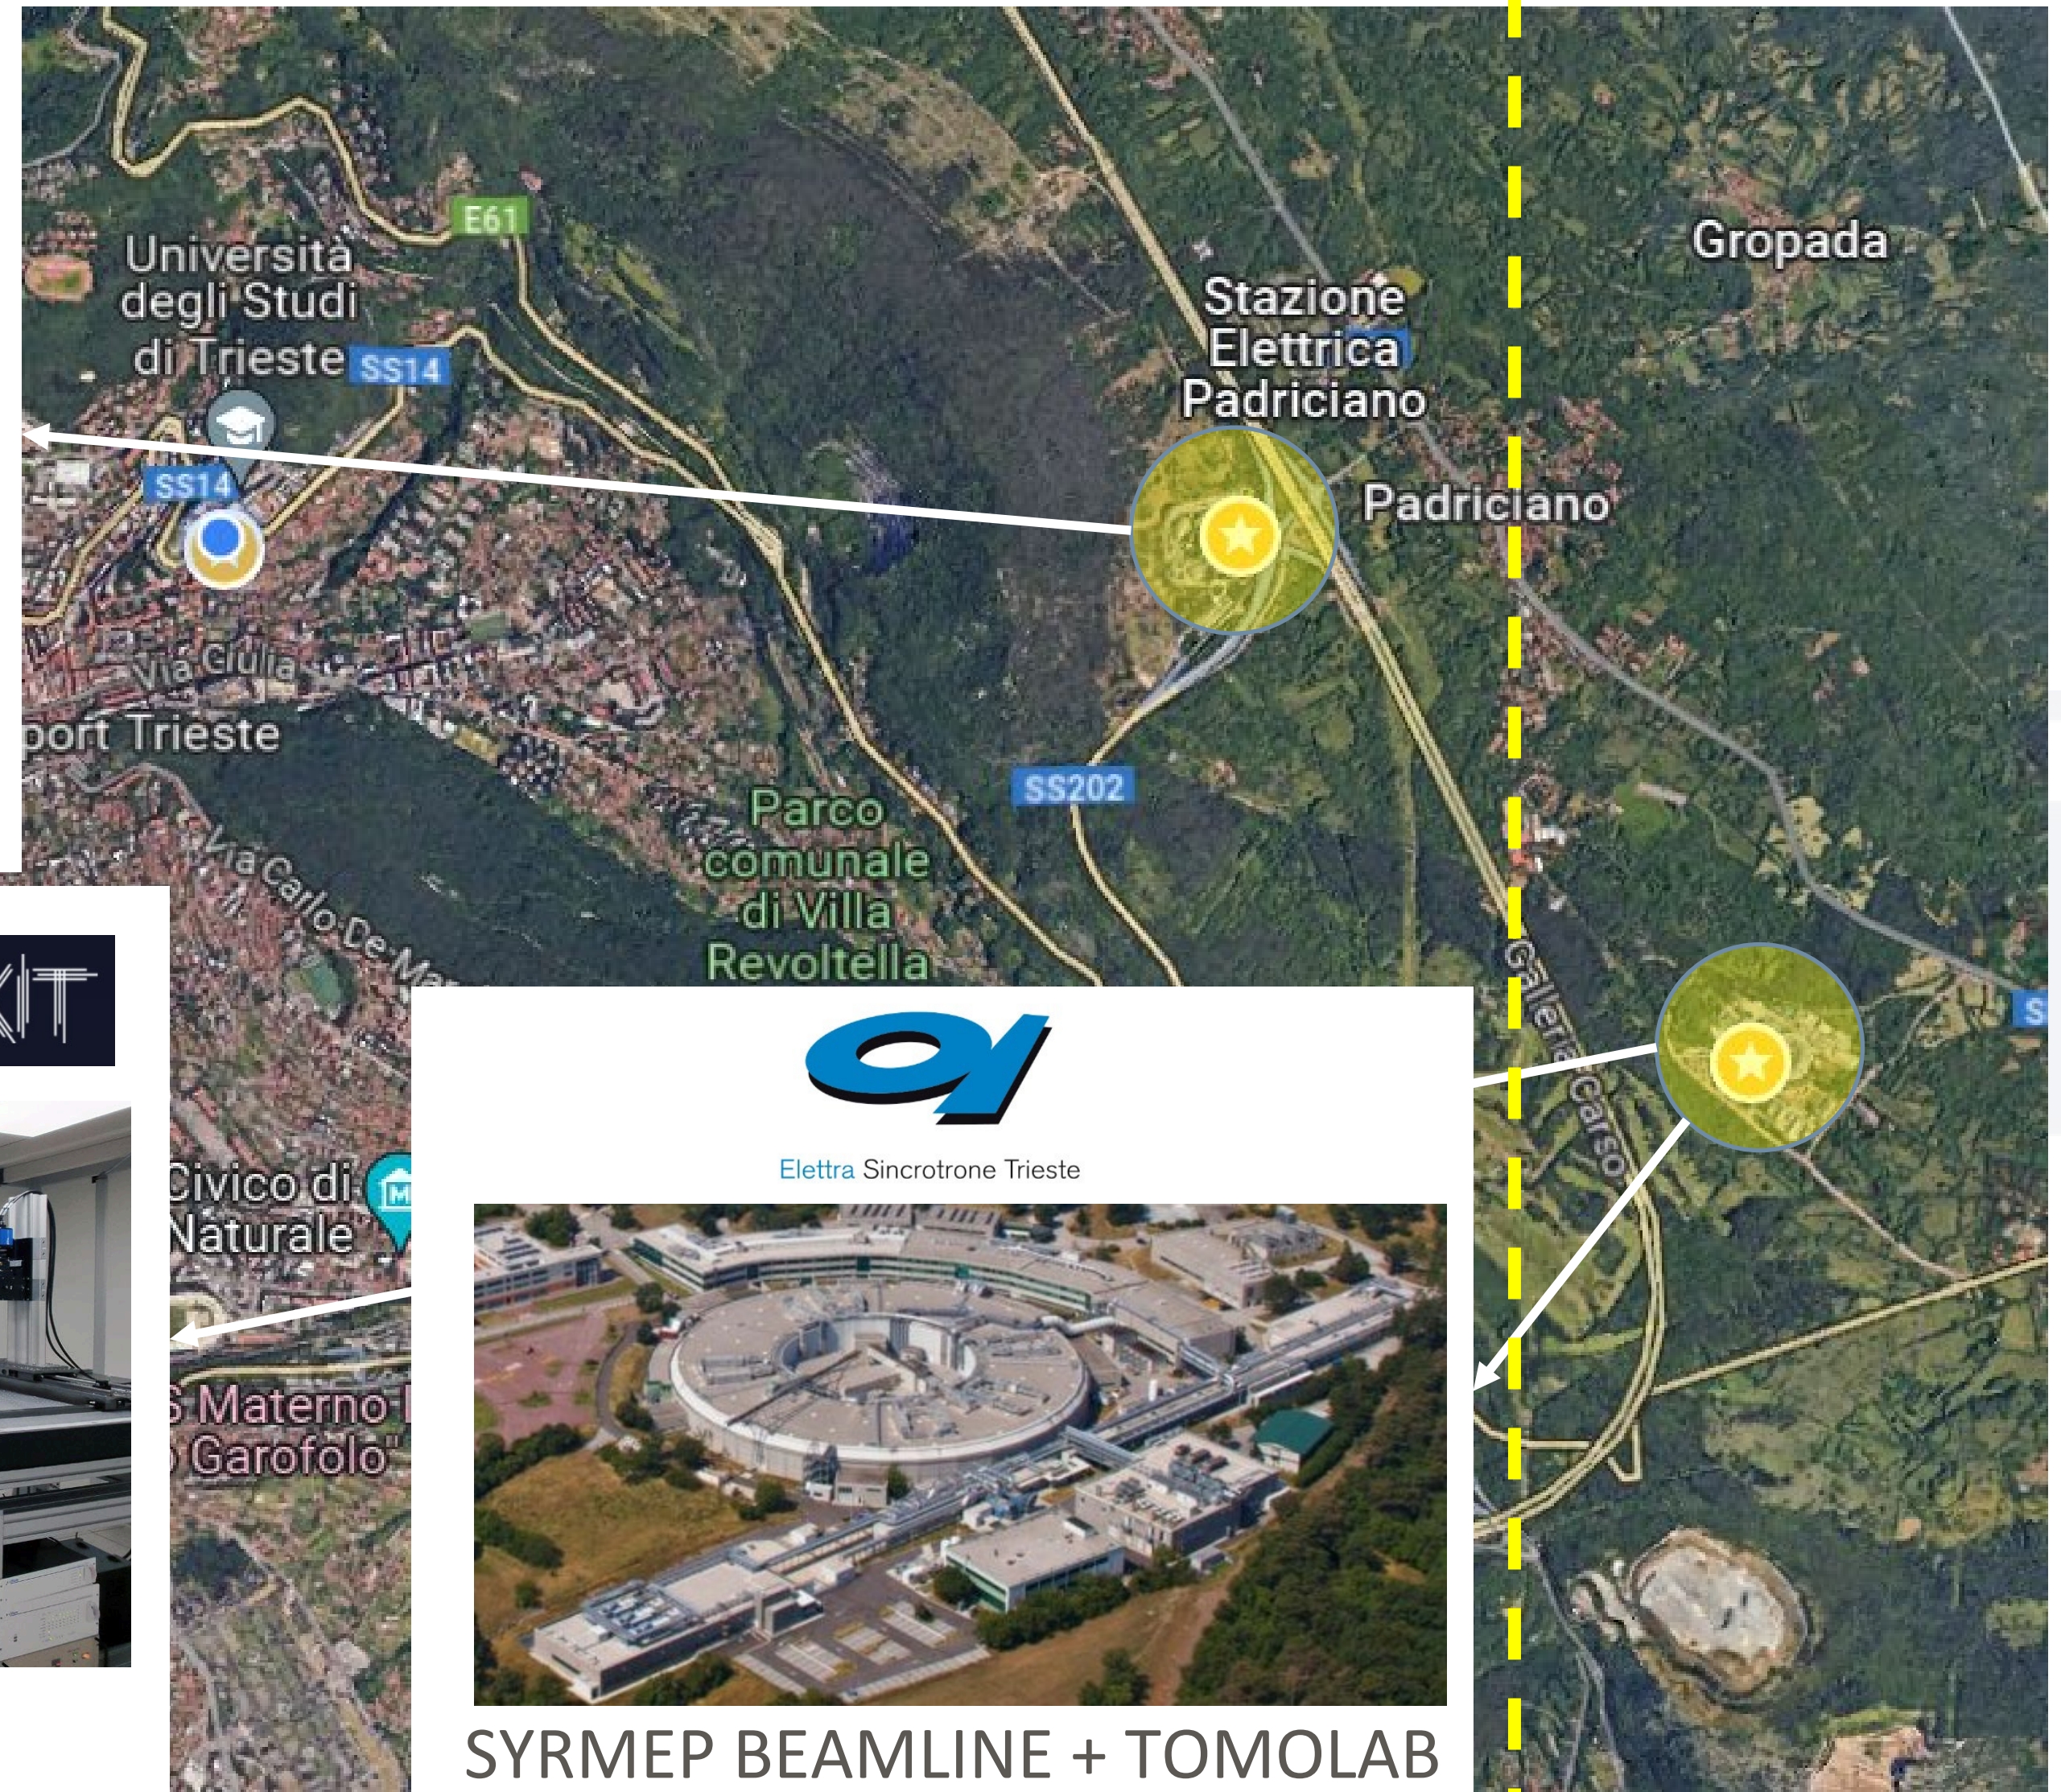 E61
Università
degli Studi
di Trieste
SS14
Gropada
Stazione
Elettrica
Padriciano
SS14
Padriciano
Via Giulia
port Trieste
SS202
Parco
comunale
di Villa
Revoltella
Via Carlo De Mar
Galleria Carso
S
KIT
Elettra Sincrotrone Trieste
Civico di
Naturale
M
S Materno I
o Garofolo"
SYRMEP BEAMLINE + TOMOLAB